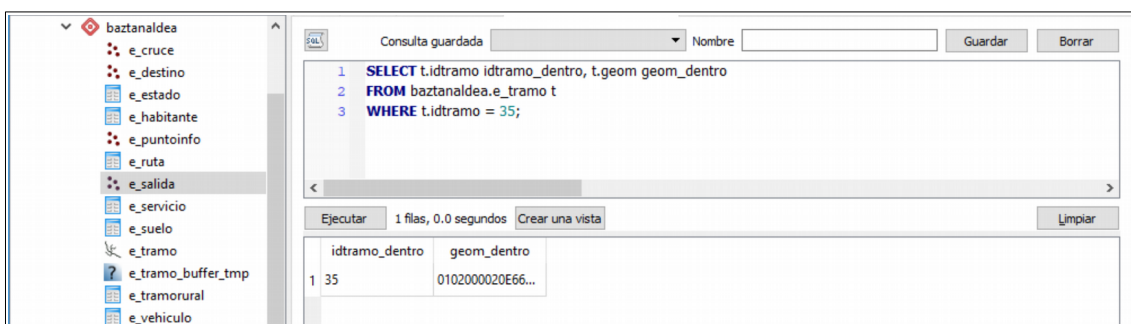 baztanaldea
e_cruce
e_destino
e_estado
e_habitante
e_puntoinfo
e_ruta
e_salida
e_servicio
e_suelo
e_tramo
e_tramo_buffer_tmp
e_tramorural
e_vehiculo
SQL Consulta guardada Nombre Guardar Borrar
1 SELECT t.idtramo idtramo_dentro, t.geom geom_dentro
2 FROM baztanaldea.e_tramo t
3 WHERE t.idtramo = 35;
Ejecutar 1 filas, 0.0 segundos Crear una vista Limpiar
idtramo_dentro geom_dentro
1 35 0102000020E66...